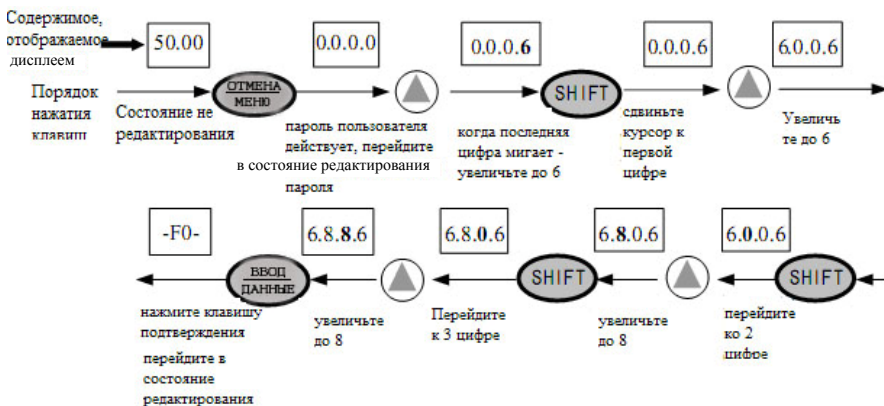 Содержимое,
отображаемое
дисплеем
50.00
0.0.0.0
0.0.0.6
0.0.0.6
6.0.0.6
Порядок
нажатия
клавиш
Состояние не
редактирования
ОТМЕНА
МЕНЮ
SHIFT
пароль пользователя
действует, перейдите
в состояние редактирования
пароля
когда последняя
цифра мигает -
увеличьте до 6
сдвиньте
курсор к
первой
цифре
Увеличь
те до 6
-F0-
6.8.8.6
6.8.0.6
6.8.0.6
6.0.0.6
ВВОД
ДАННЫЕ
SHIFT
SHIFT
нажмите клавишу
подтверждения
перейдите в
состояние
редактирования
увеличьте
до 8
Перейдите
к 3 цифре
увеличьте
до 8
перейдите
ко 2
цифре